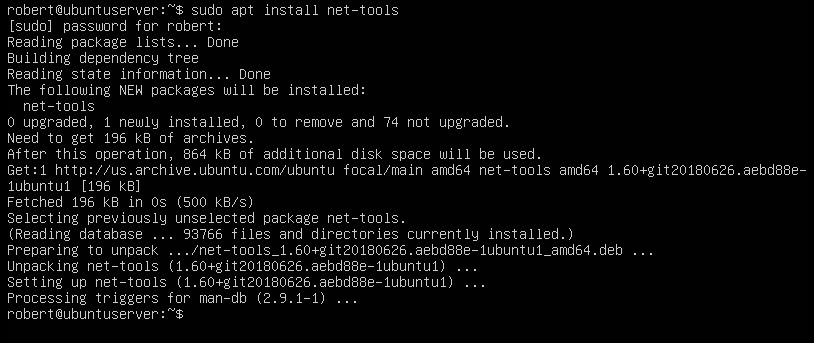 robert@ubuntuserver:~$ sudo apt install net-tools
[sudo] password for robert:
Reading package lists... Done
Building dependency tree
Reading state information... Done
The following NEW packages will be installed:
  net-tools
0 upgraded, 1 newly installed, 0 to remove and 74 not upgraded.
Need to get 196 kB of archives.
After this operation, 864 kB of additional disk space will be used.
Get:1 http://us.archive.ubuntu.com/ubuntu focal/main amd64 net-tools amd64 1.60+git20180626.aebd88e-
1ubuntu1 [196 kB]
Fetched 196 kB in 0s (500 kB/s)
Selecting previously unselected package net-tools.
(Reading database ... 93766 files and directories currently installed.)
Preparing to unpack .../net-tools_1.60+git20180626.aebd88e-1ubuntu1_amd64.deb ...
Unpacking net-tools (1.60+git20180626.aebd88e-1ubuntu1) ...
Setting up net-tools (1.60+git20180626.aebd88e-1ubuntu1) ...
Processing triggers for man-db (2.9.1-1) ...
robert@ubuntuserver:~$